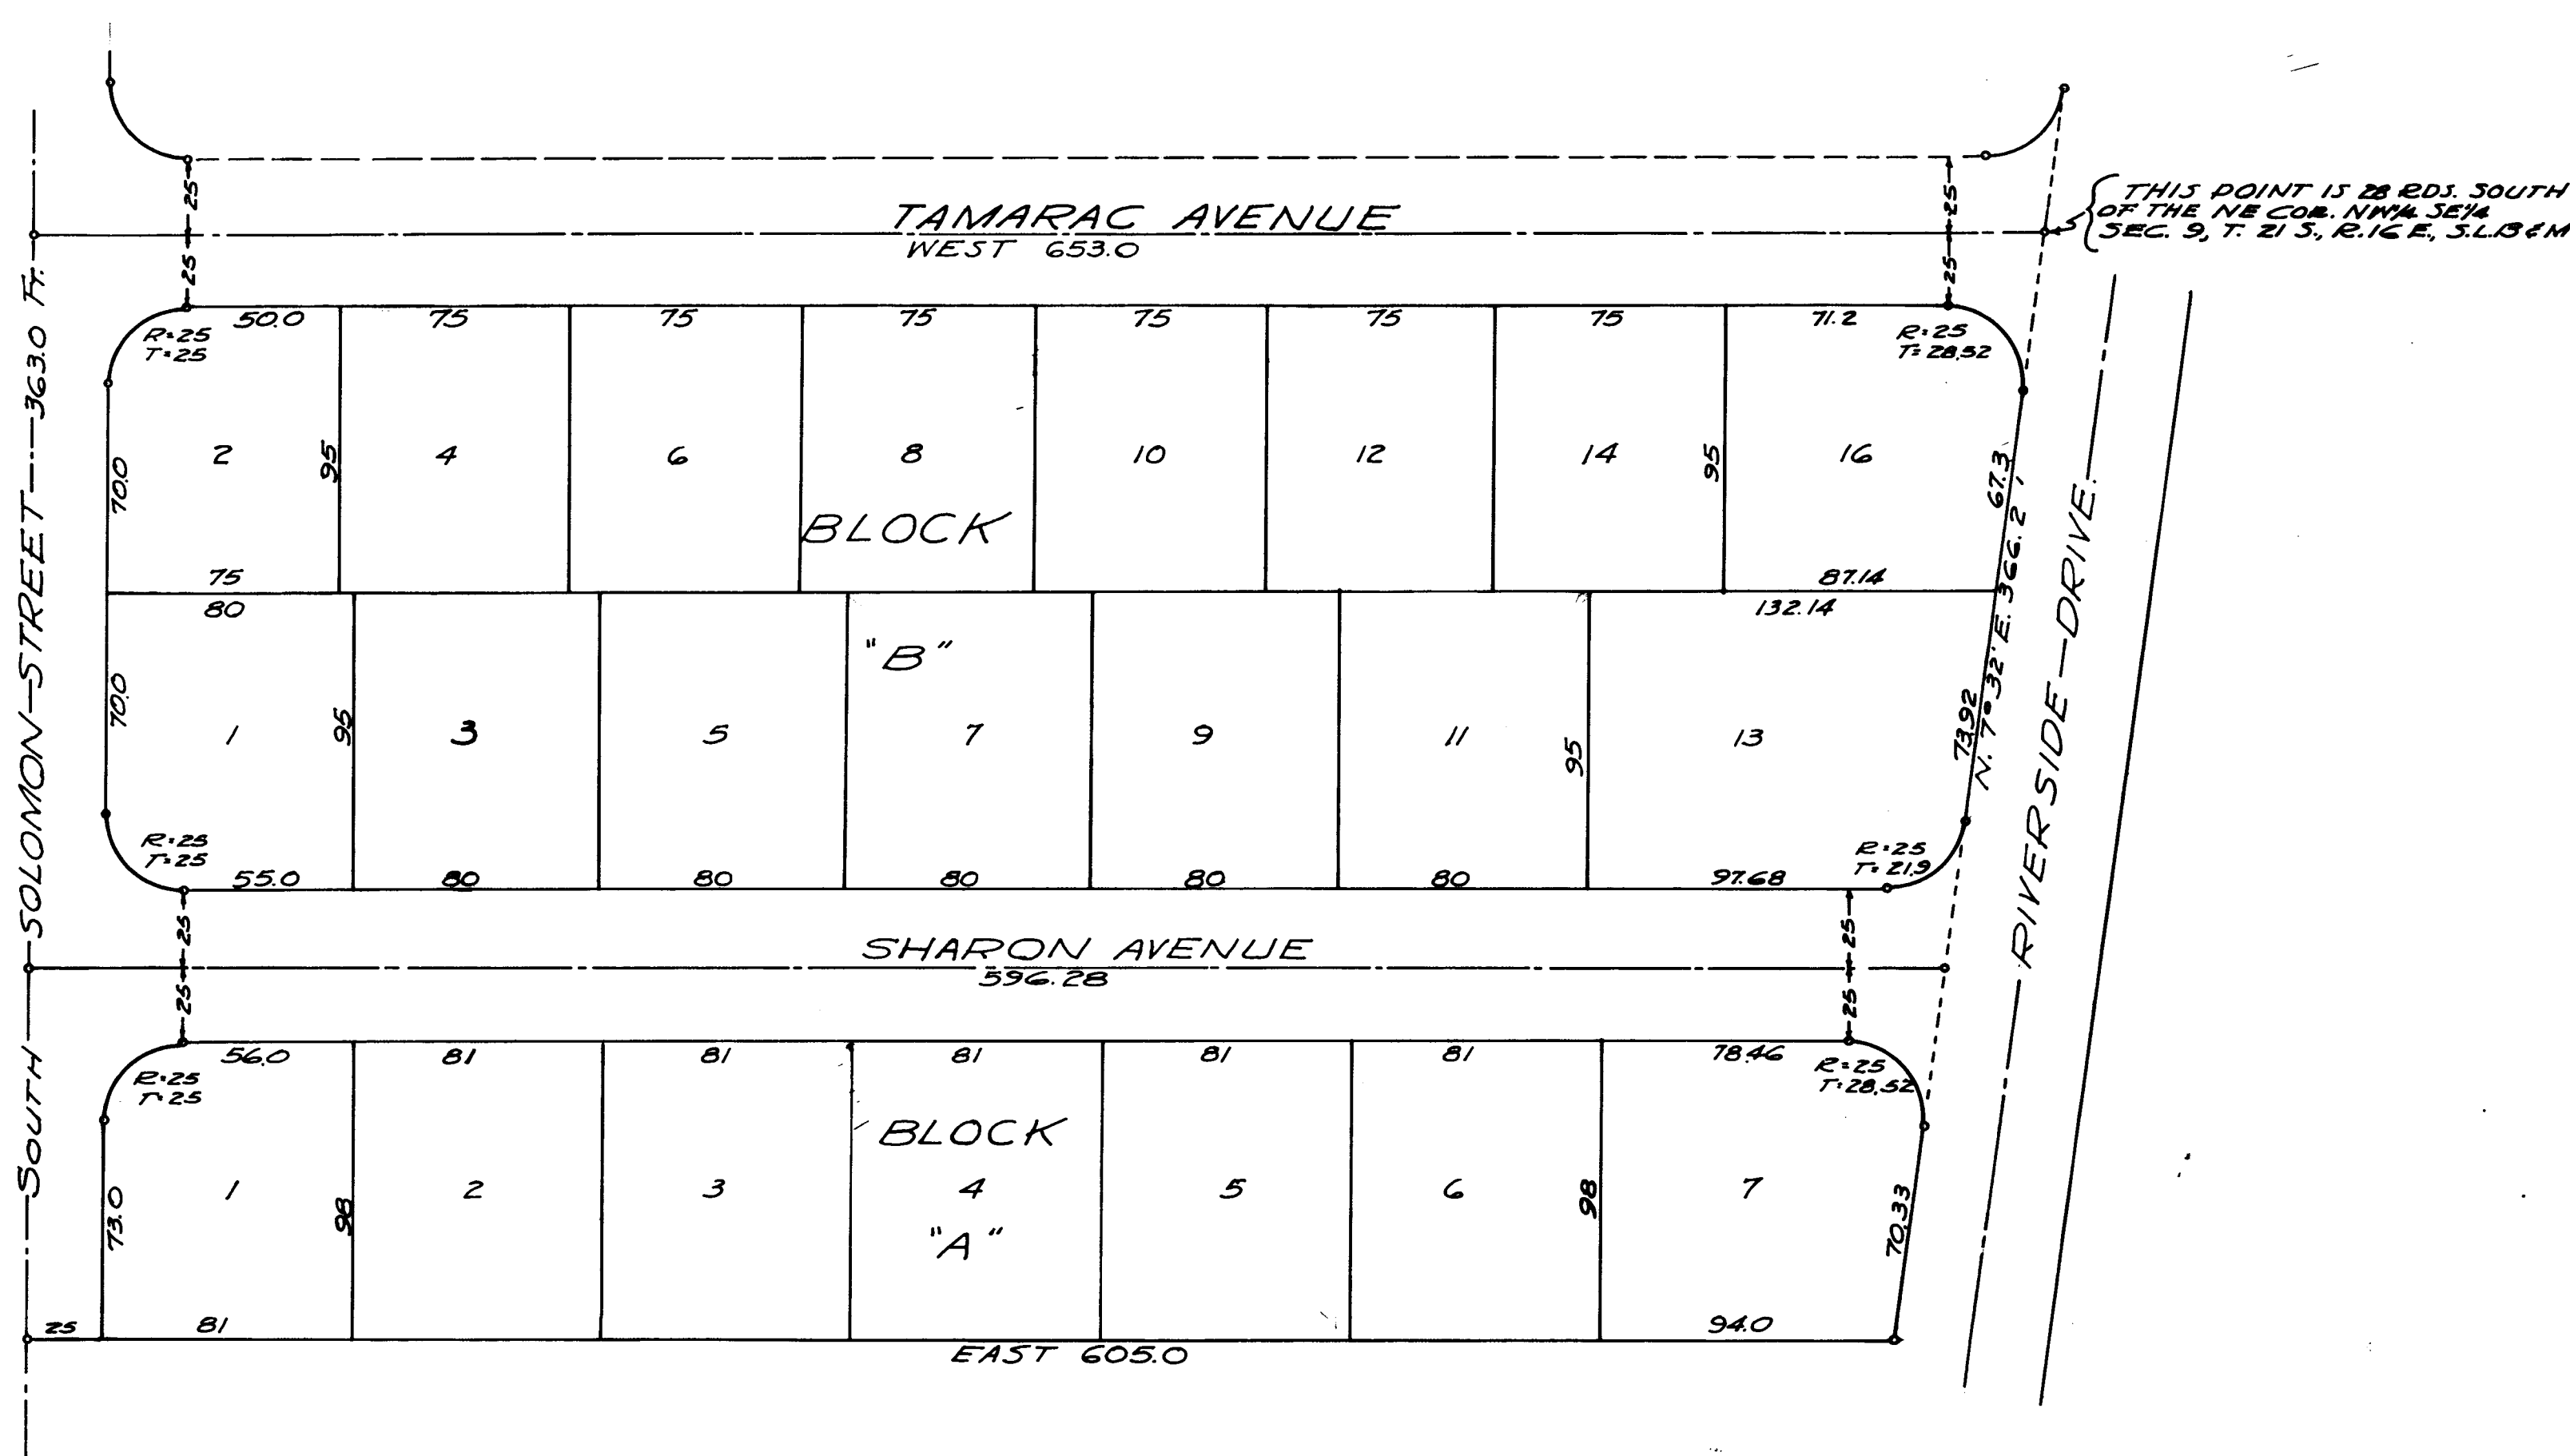 THIS POINT IS 28 RDS. SOUTH
OF THE NE COR. NW¼ SE¼
SEC. 9, T. 21 S., R. 16 E., S.L.B & M
25
25
TAMARAC AVENUE
WEST 653.0
25
25
SOUTH SOLOMON STREET 363.0 Ft.
50.0
75
75
75
75
75
75
71.2
R=25
T=25
R=25
T=28.52
2
4
6
8
10
12
14
16
70.0
95
95
67.3
BLOCK
75
87.14
80
132.14
N. 7° 32' E. 366.2'
RIVERSIDE DRIVE
"B"
70.0
95
95
73.92
1
3
5
7
9
11
13
R=25
T=25
R=25
T=21.9
55.0
80
80
80
80
80
97.68
25
25
SHARON AVENUE
596.28
25
25
56.0
81
81
81
81
81
78.46
R=25
T=25
R=25
T=28.52
BLOCK
1
2
3
4
5
6
7
73.0
98
98
70.33
"A"
25
81
94.0
EAST 605.0